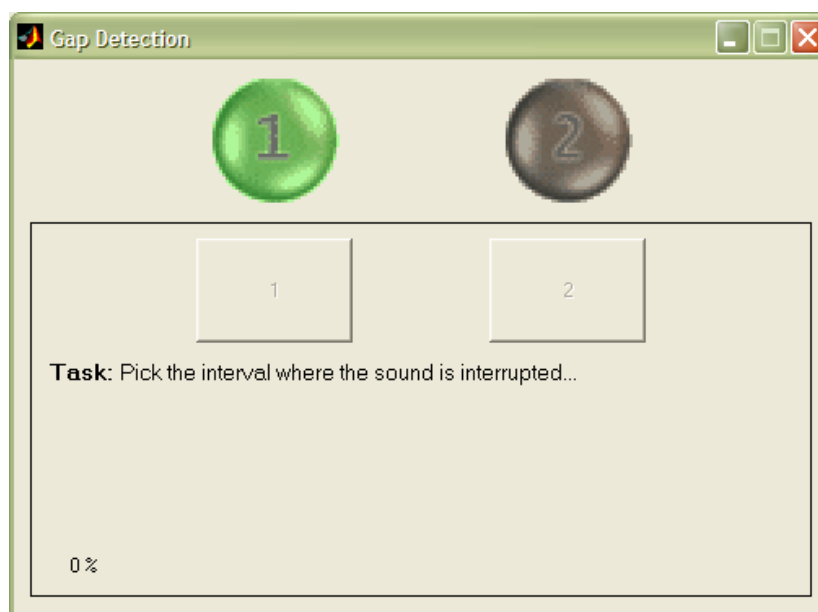 Gap Detection
1 2
1 2
Task: Pick the interval where the sound is interrupted...
0 %